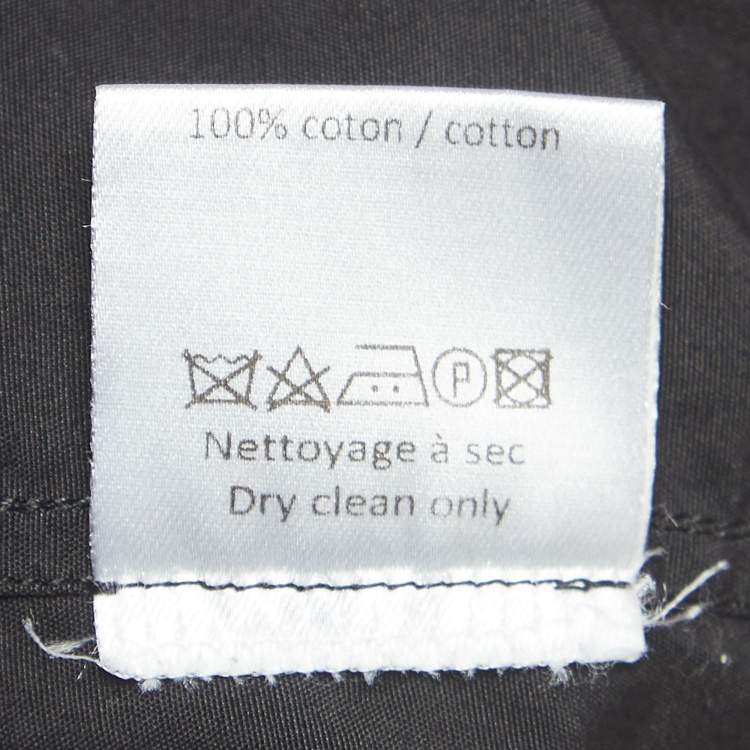 100% coton / cotton
P
Nettoyage à sec
Dry clean only